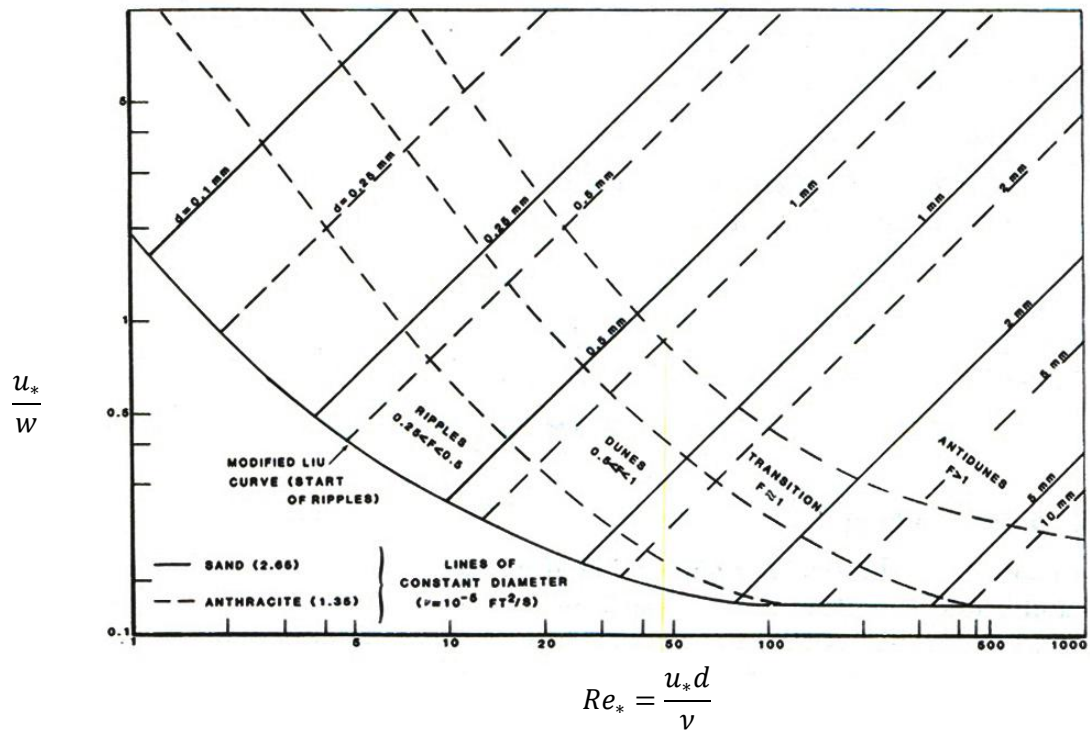 5
1
0.5
0.1
u*
w
d=0.1 mm
d=0.25 mm
0.25 mm
0.5 mm
0.5 mm
1 mm
1 mm
2 mm
2 mm
5 mm
5 mm
10 mm
RIPPLES
0.25<F<0.5
DUNES
0.5<F<1
TRANSITION
F≈1
ANTIDUNES
F>1
MODIFIED LIU
CURVE (START
OF RIPPLES)
SAND (2.65)
ANTHRACITE (1.35)
LINES OF
CONSTANT DIAMETER
(ν=10⁻⁵ FT²/S)
1 5 10 20 50 100 500 1000
Re* = u*d
ν